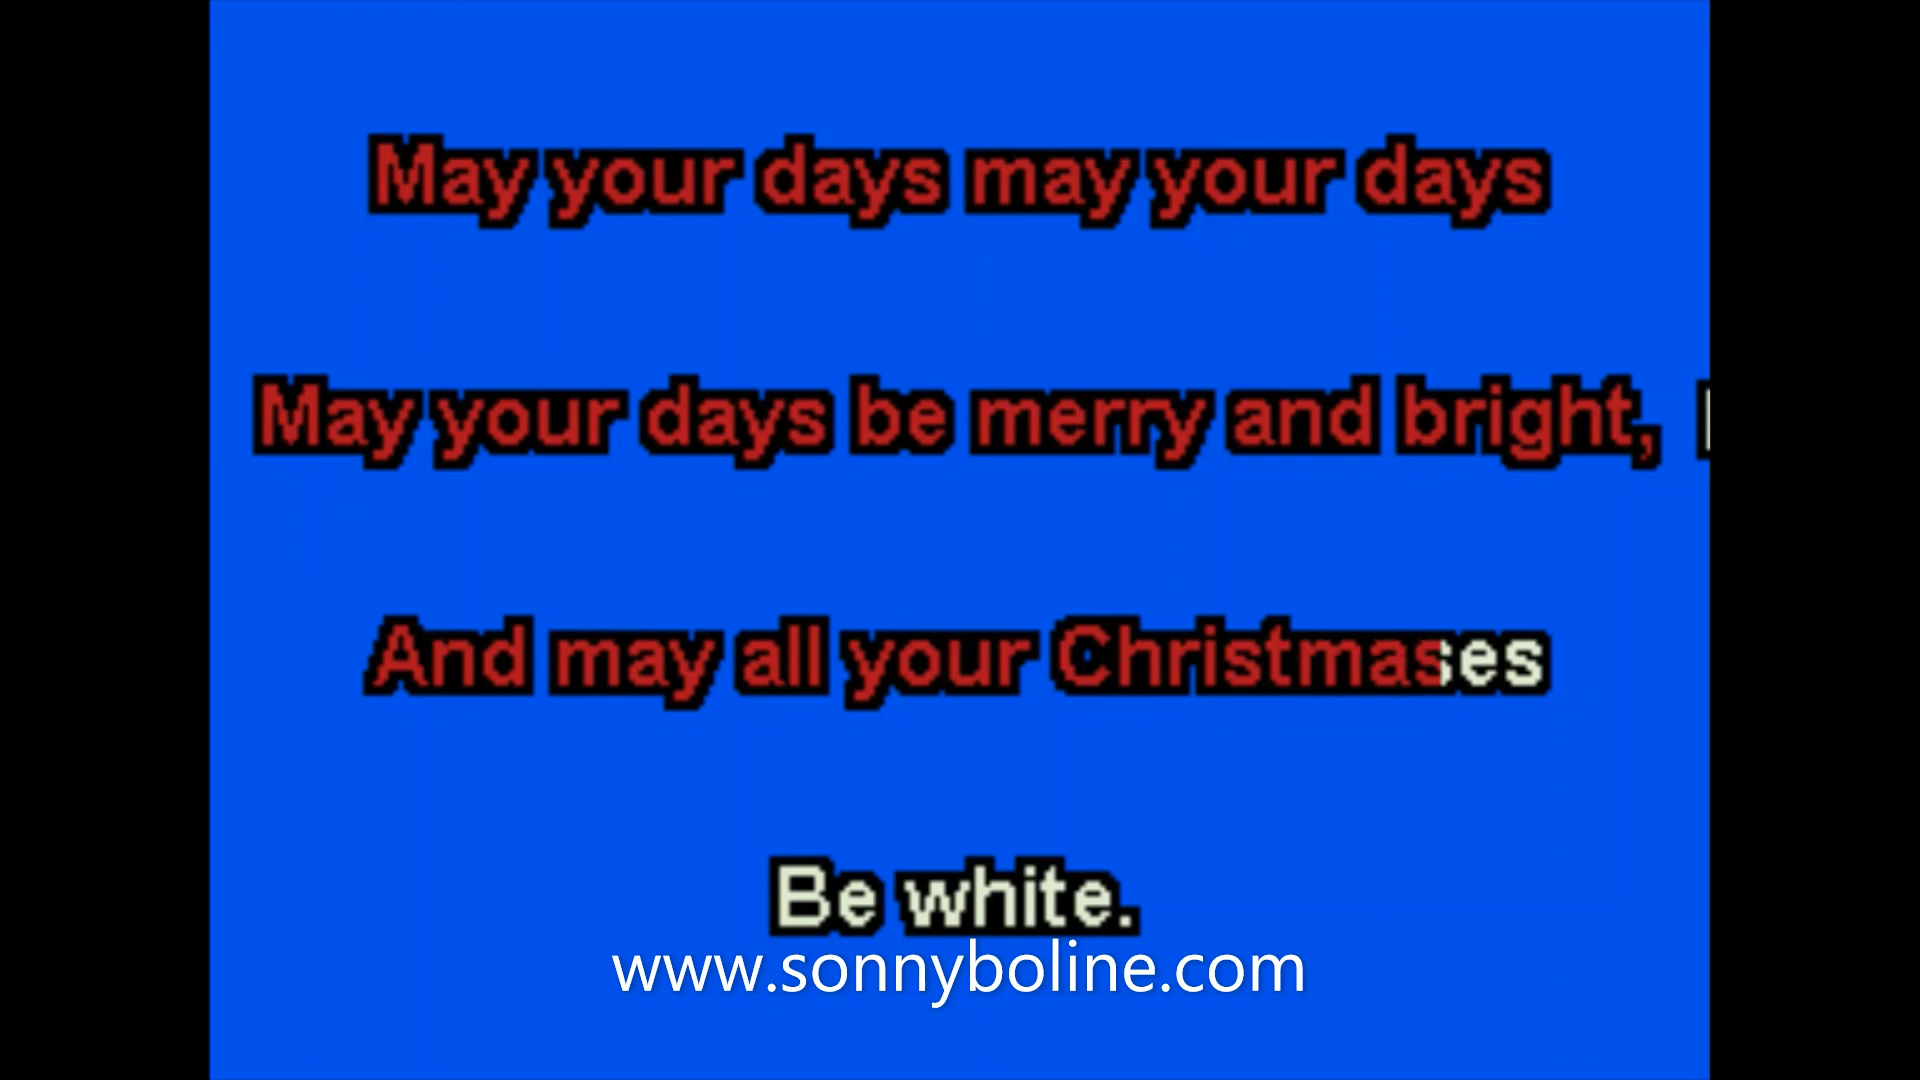 May your days may your days
May your days be merry and bright,
And may all your Christmases
Be white.
www.sonnyboline.com